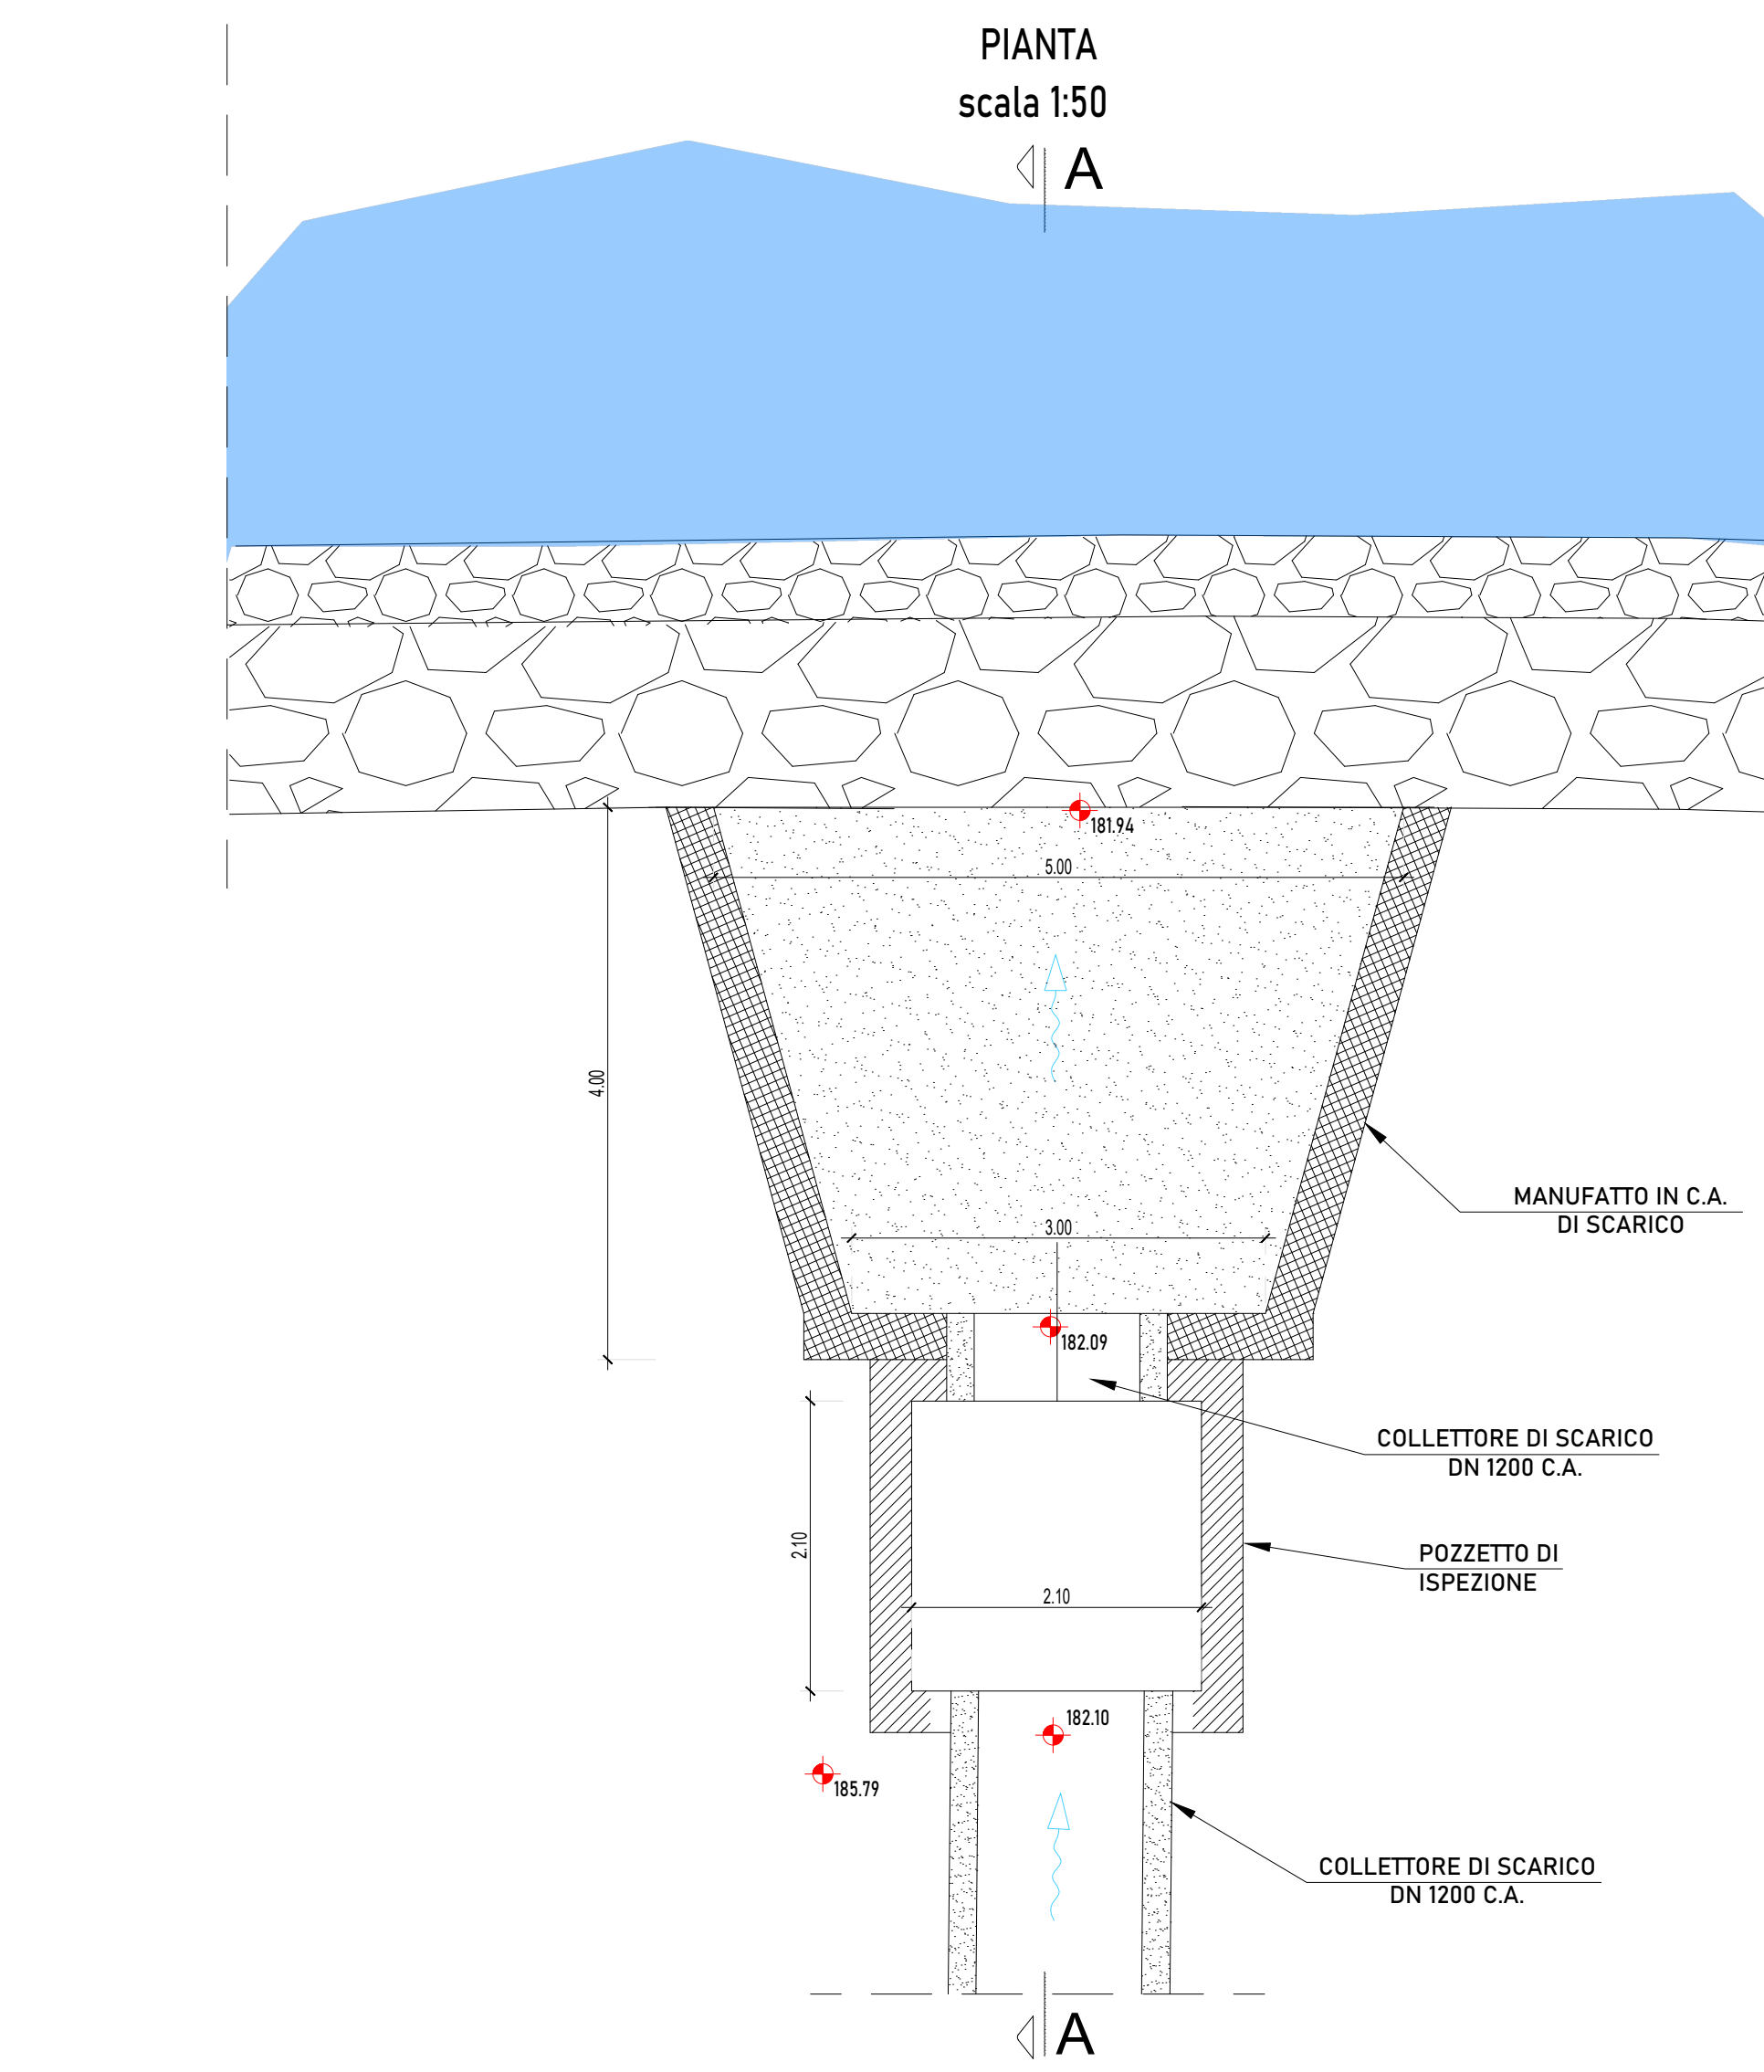 PIANTA
scala 1:50
A
181.94
5.00
4.00
MANUFATTO IN C.A.
DI SCARICO
3.00
182.09
COLLETTORE DI SCARICO
DN 1200 C.A.
2.10
POZZETTO DI
ISPEZIONE
2.10
182.10
185.79
COLLETTORE DI SCARICO
DN 1200 C.A.
A